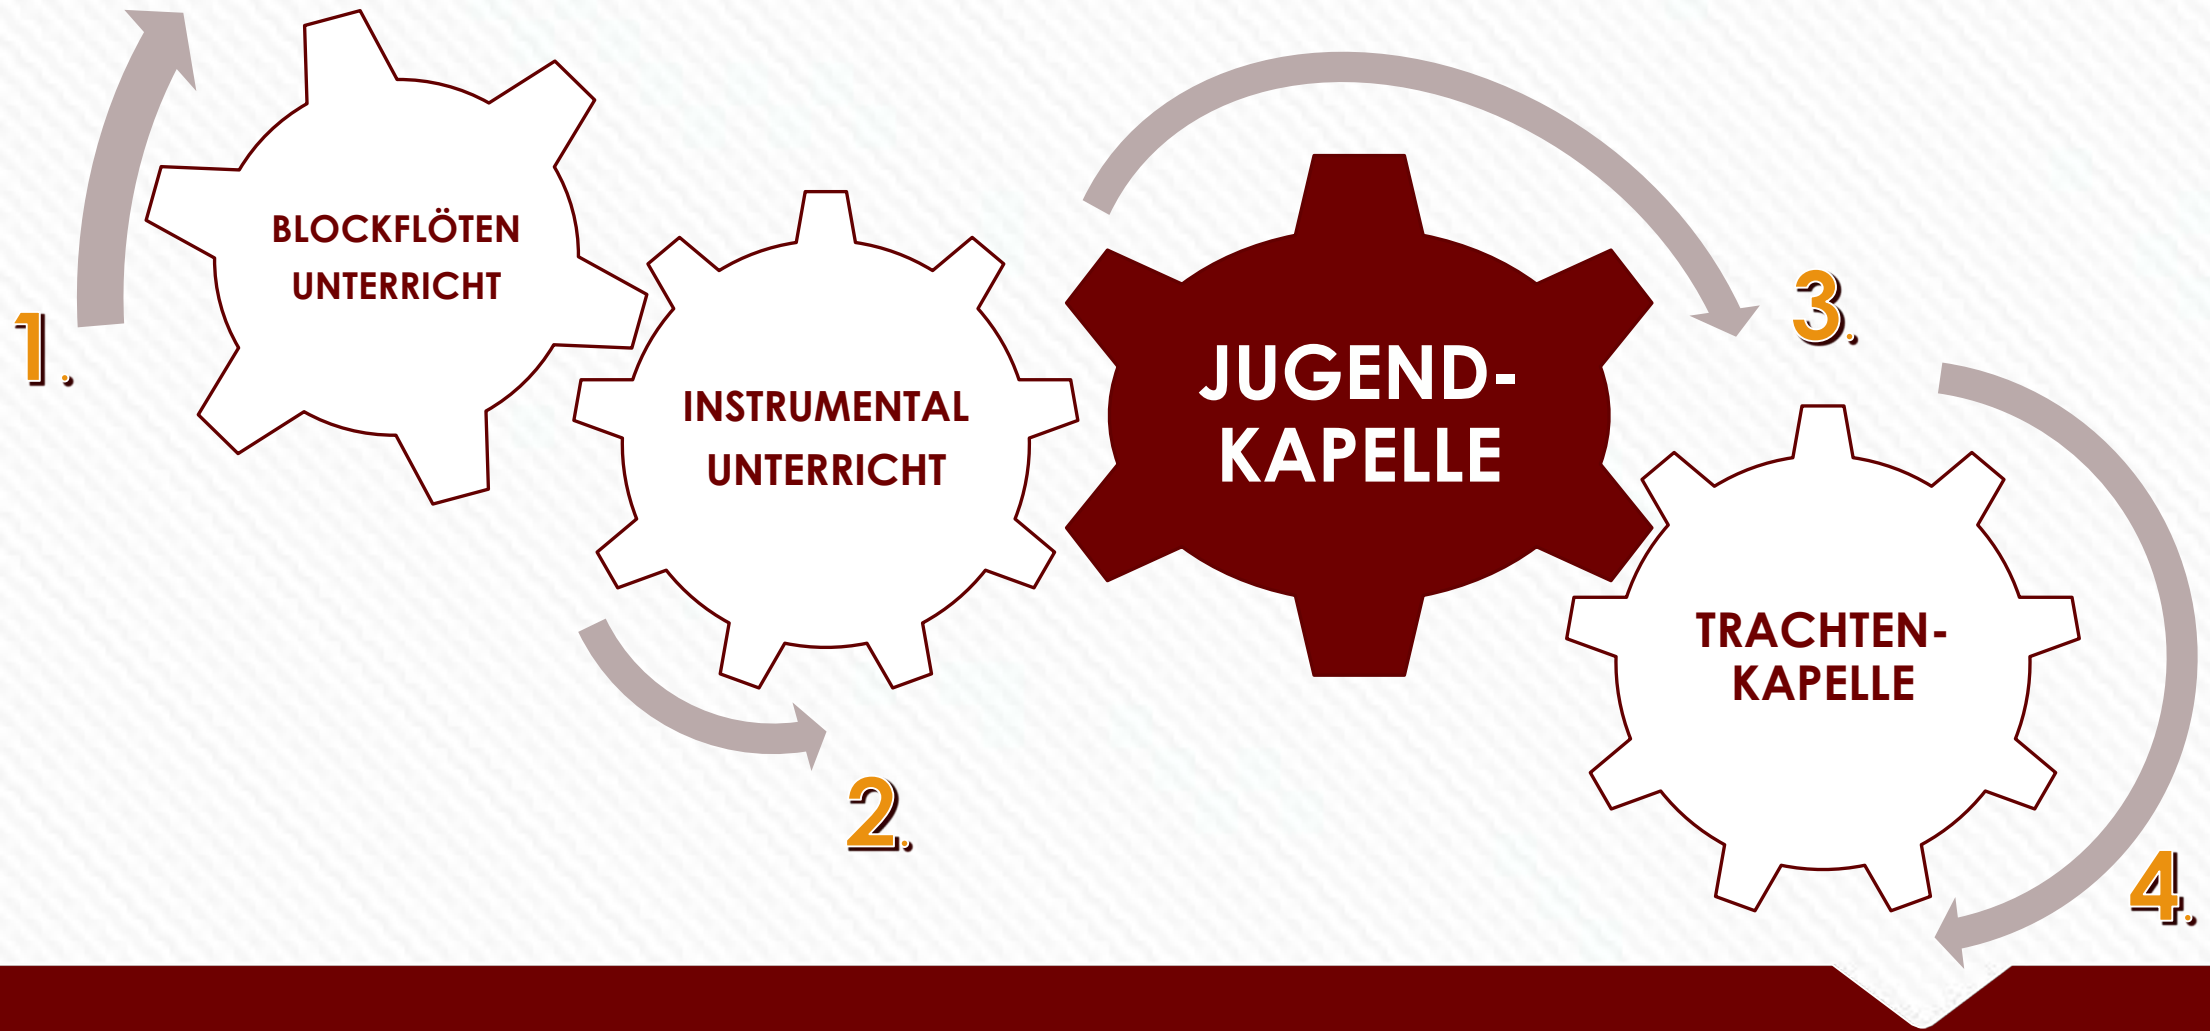 1.
BLOCKFLÖTEN
UNTERRICHT
INSTRUMENTAL
UNTERRICHT
2.
JUGEND-
KAPELLE
3.
TRACHTEN-
KAPELLE
4.